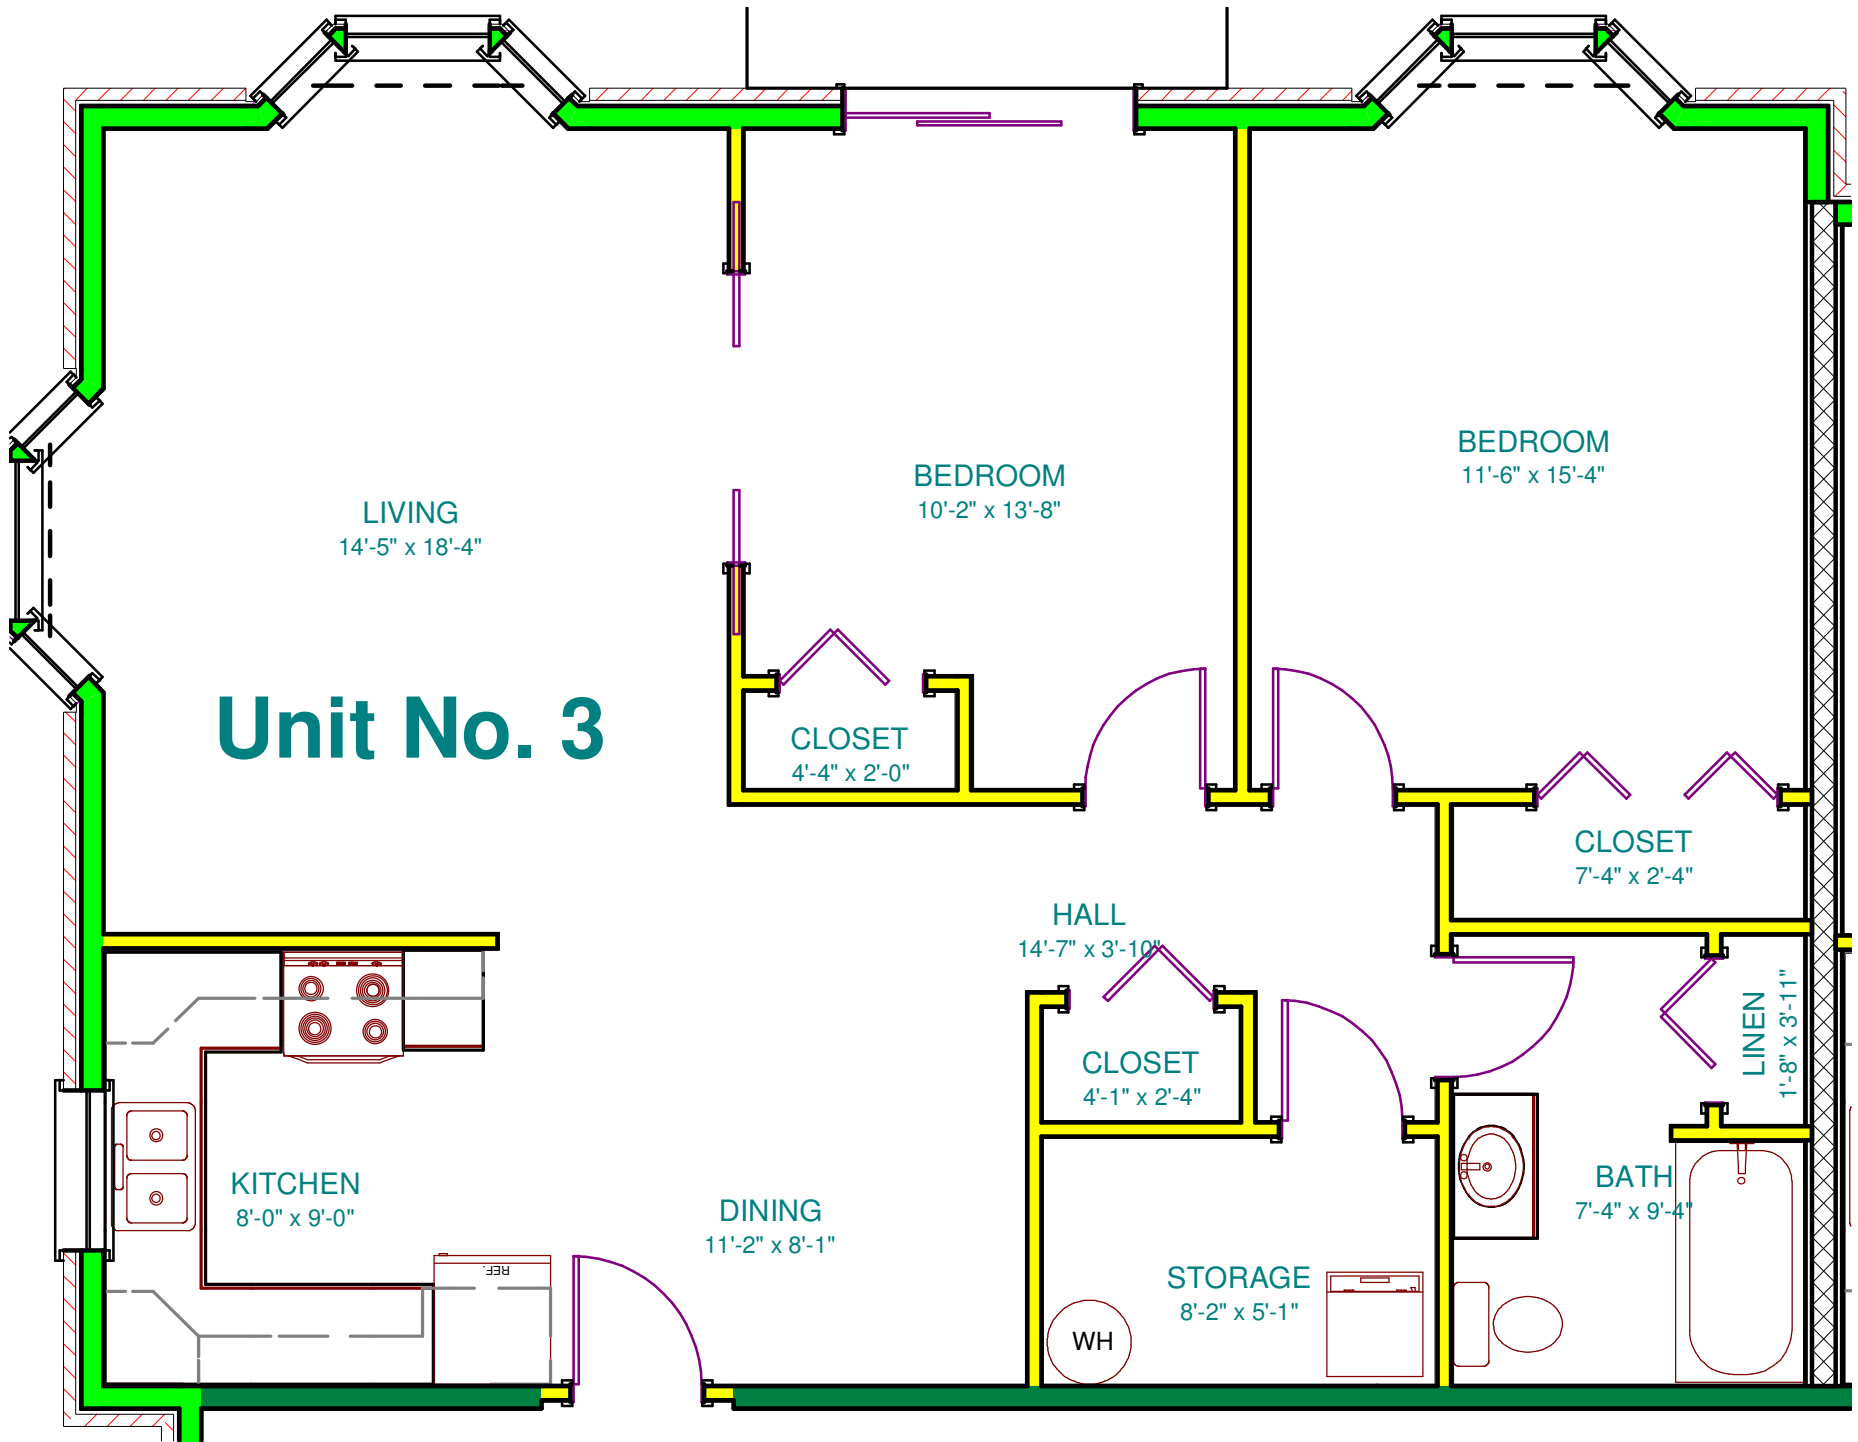 BEDROOM
11'-6" x 15'-4"
BEDROOM
10'-2" x 13'-8"
LIVING
14'-5" x 18'-4"
Unit No. 3
CLOSET
4'-4" x 2'-0"
CLOSET
7'-4" x 2'-4"
HALL
14'-7" x 3'-10"
LINEN
1'-8" x 3'-11"
CLOSET
4'-1" x 2'-4"
KITCHEN
8'-0" x 9'-0"
BATH
7'-4" x 9'-4"
DINING
11'-2" x 8'-1"
REF.
STORAGE
8'-2" x 5'-1"
WH